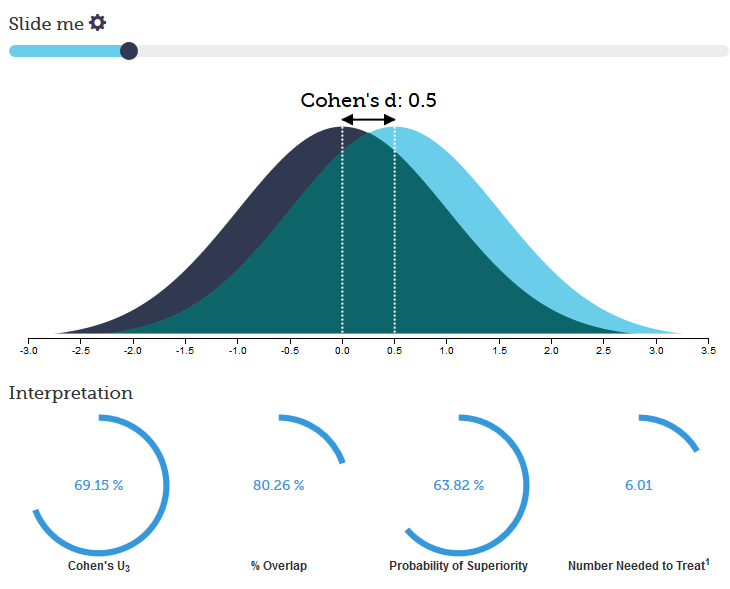 Slide me
Cohen's d: 0.5
-3.0 -2.5 -2.0 -1.5 -1.0 -0.5 0.0 0.5 1.0 1.5 2.0 2.5 3.0 3.5
Interpretation
69.15 % 80.26 % 63.82 % 6.01
Cohen's U₃ % Overlap Probability of Superiority Number Needed to Treat¹